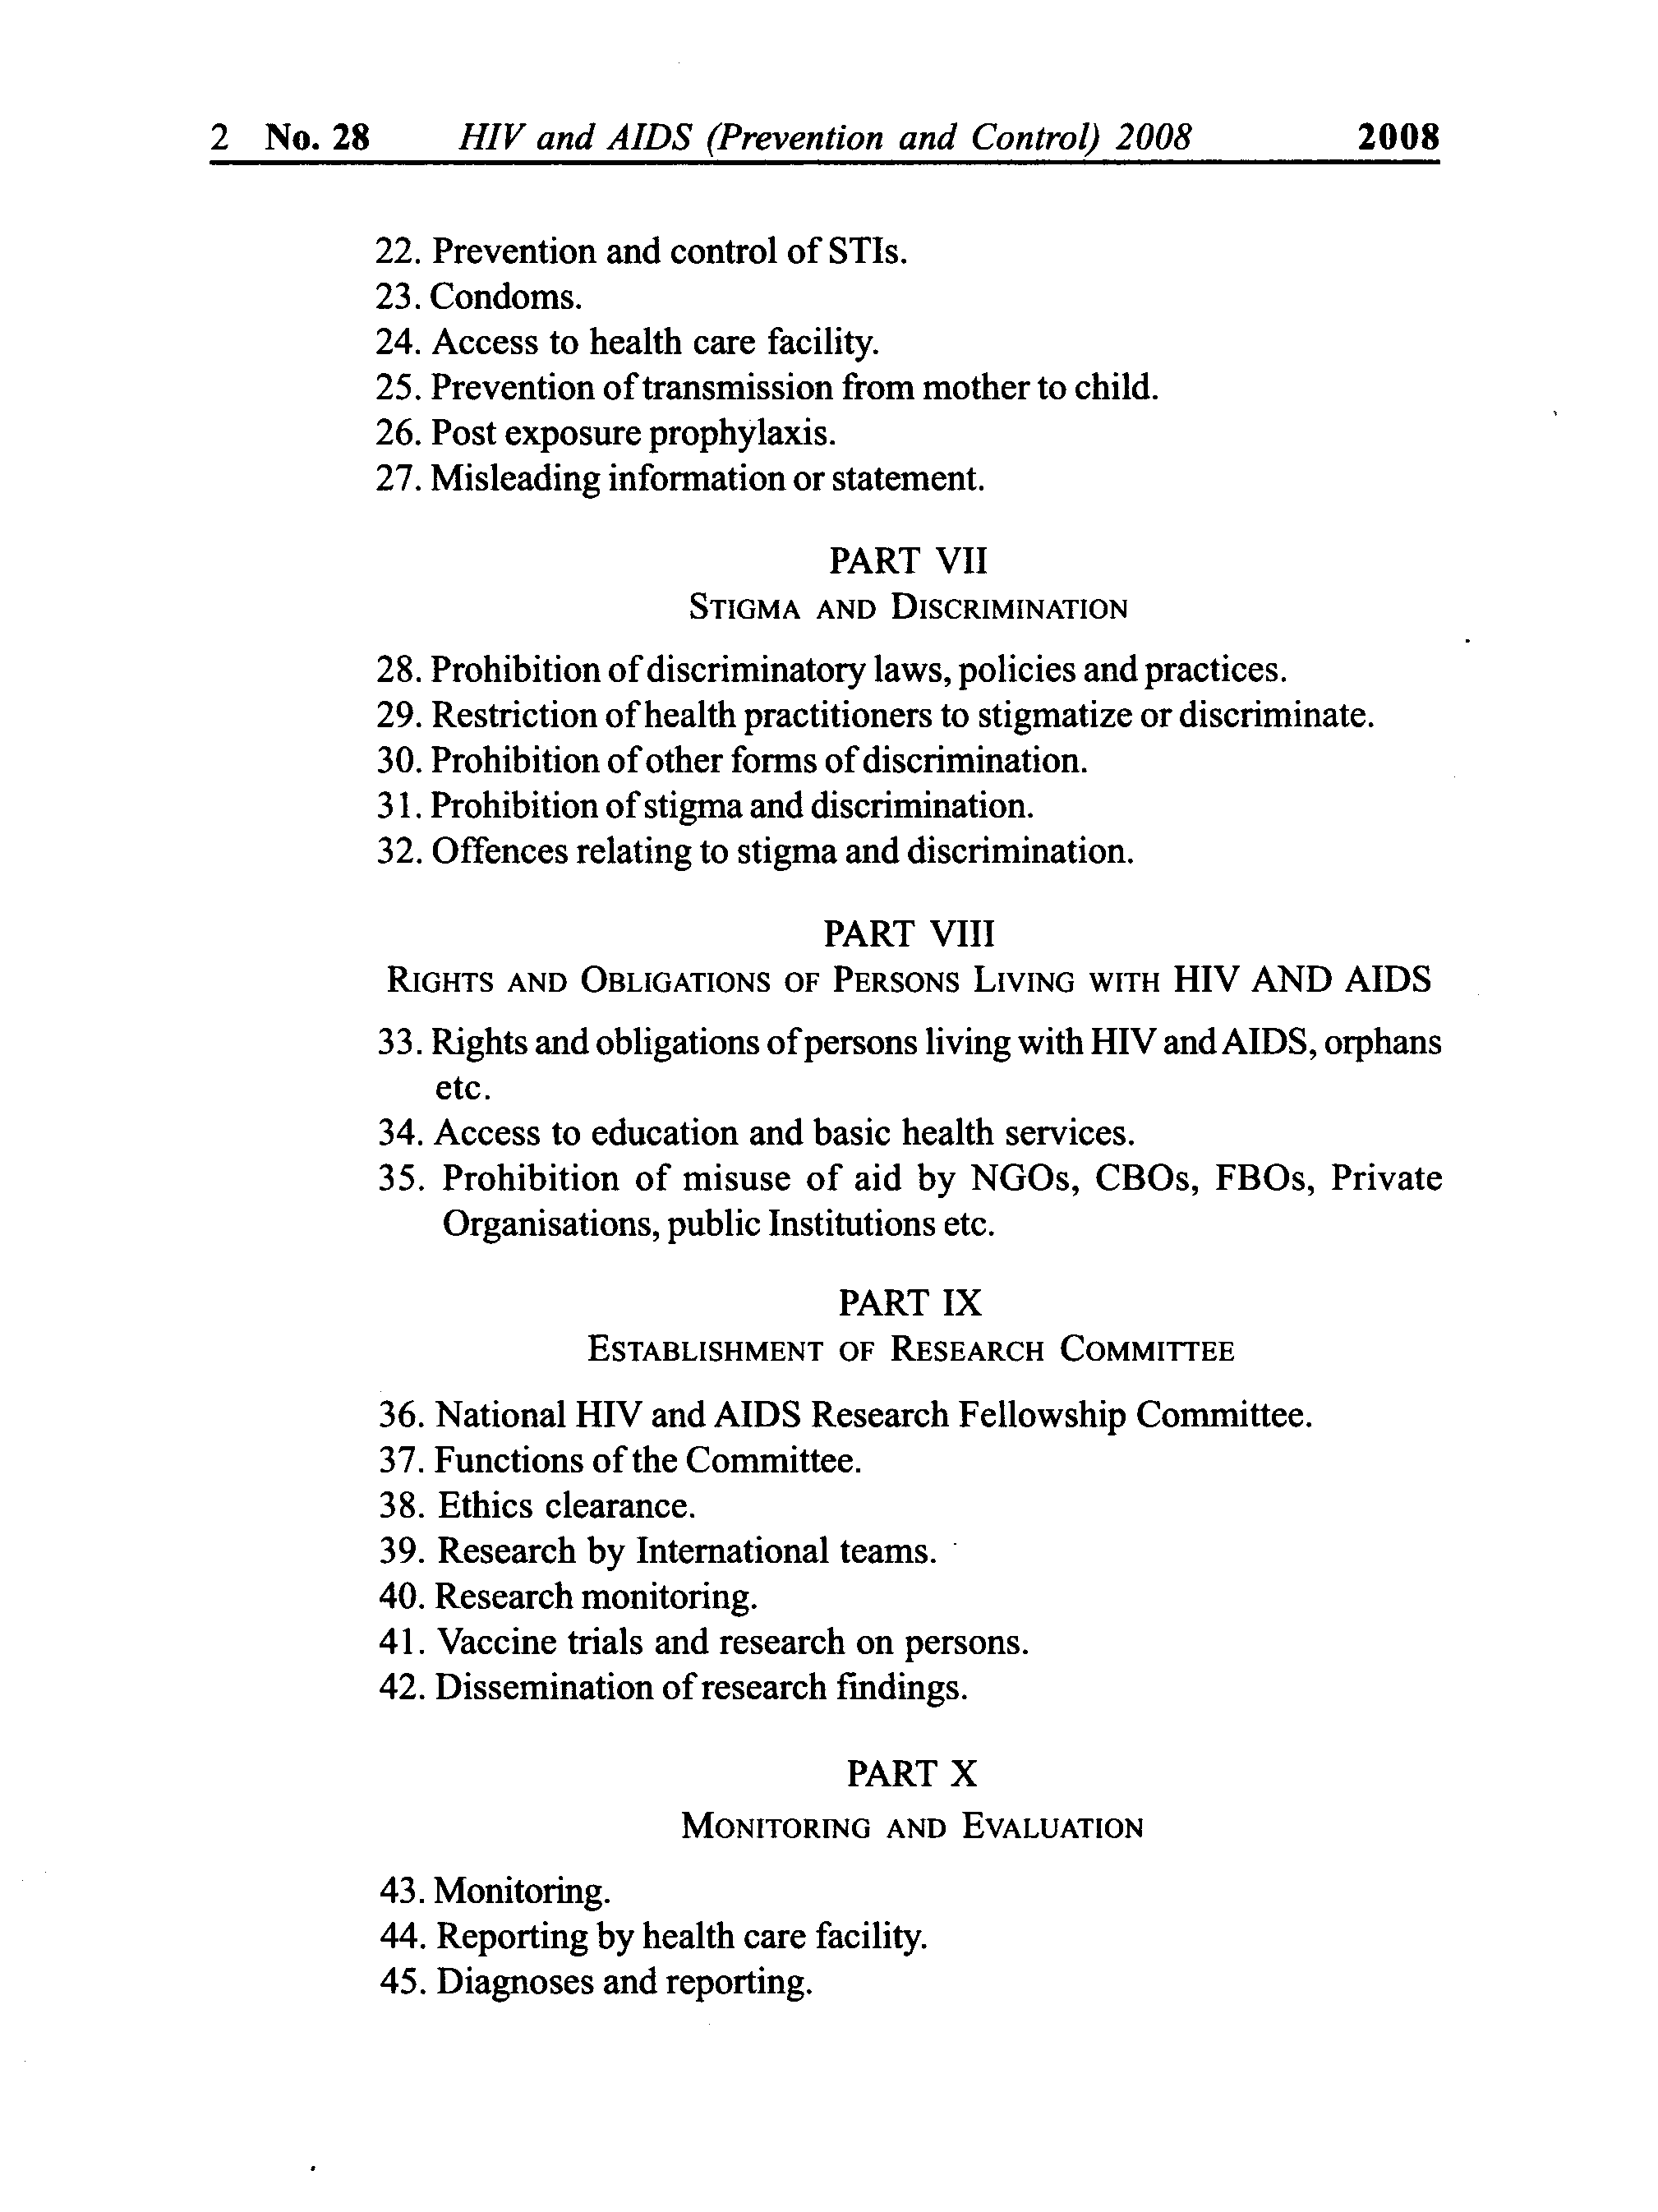 2 No. 28 HIV and AIDS (Prevention and Control) 2008 2008
22. Prevention and control of STIs.
23. Condoms.
24. Access to health care facility.
25. Prevention of transmission from mother to child.
26. Post exposure prophylaxis.
27. Misleading information or statement.
PART VII
STIGMA AND DISCRIMINATION
28. Prohibition of discriminatory laws, policies and practices.
29. Restriction of health practitioners to stigmatize or discriminate.
30. Prohibition of other forms of discrimination.
31. Prohibition of stigma and discrimination.
32. Offences relating to stigma and discrimination.
PART VIII
RIGHTS AND OBLIGATIONS OF PERSONS LIVING WITH HIV AND AIDS
33. Rights and obligations of persons living with HIV and AIDS, orphans
etc.
34. Access to education and basic health services.
35. Prohibition of misuse of aid by NGOs, CBOs, FBOs, Private
Organisations, public Institutions etc.
PART IX
ESTABLISHMENT OF RESEARCH COMMITTEE
36. National HIV and AIDS Research Fellowship Committee.
37. Functions of the Committee.
38. Ethics clearance.
39. Research by International teams.
40. Research monitoring.
41. Vaccine trials and research on persons.
42. Dissemination of research findings.
PART X
MONITORING AND EVALUATION
43. Monitoring.
44. Reporting by health care facility.
45. Diagnoses and reporting.